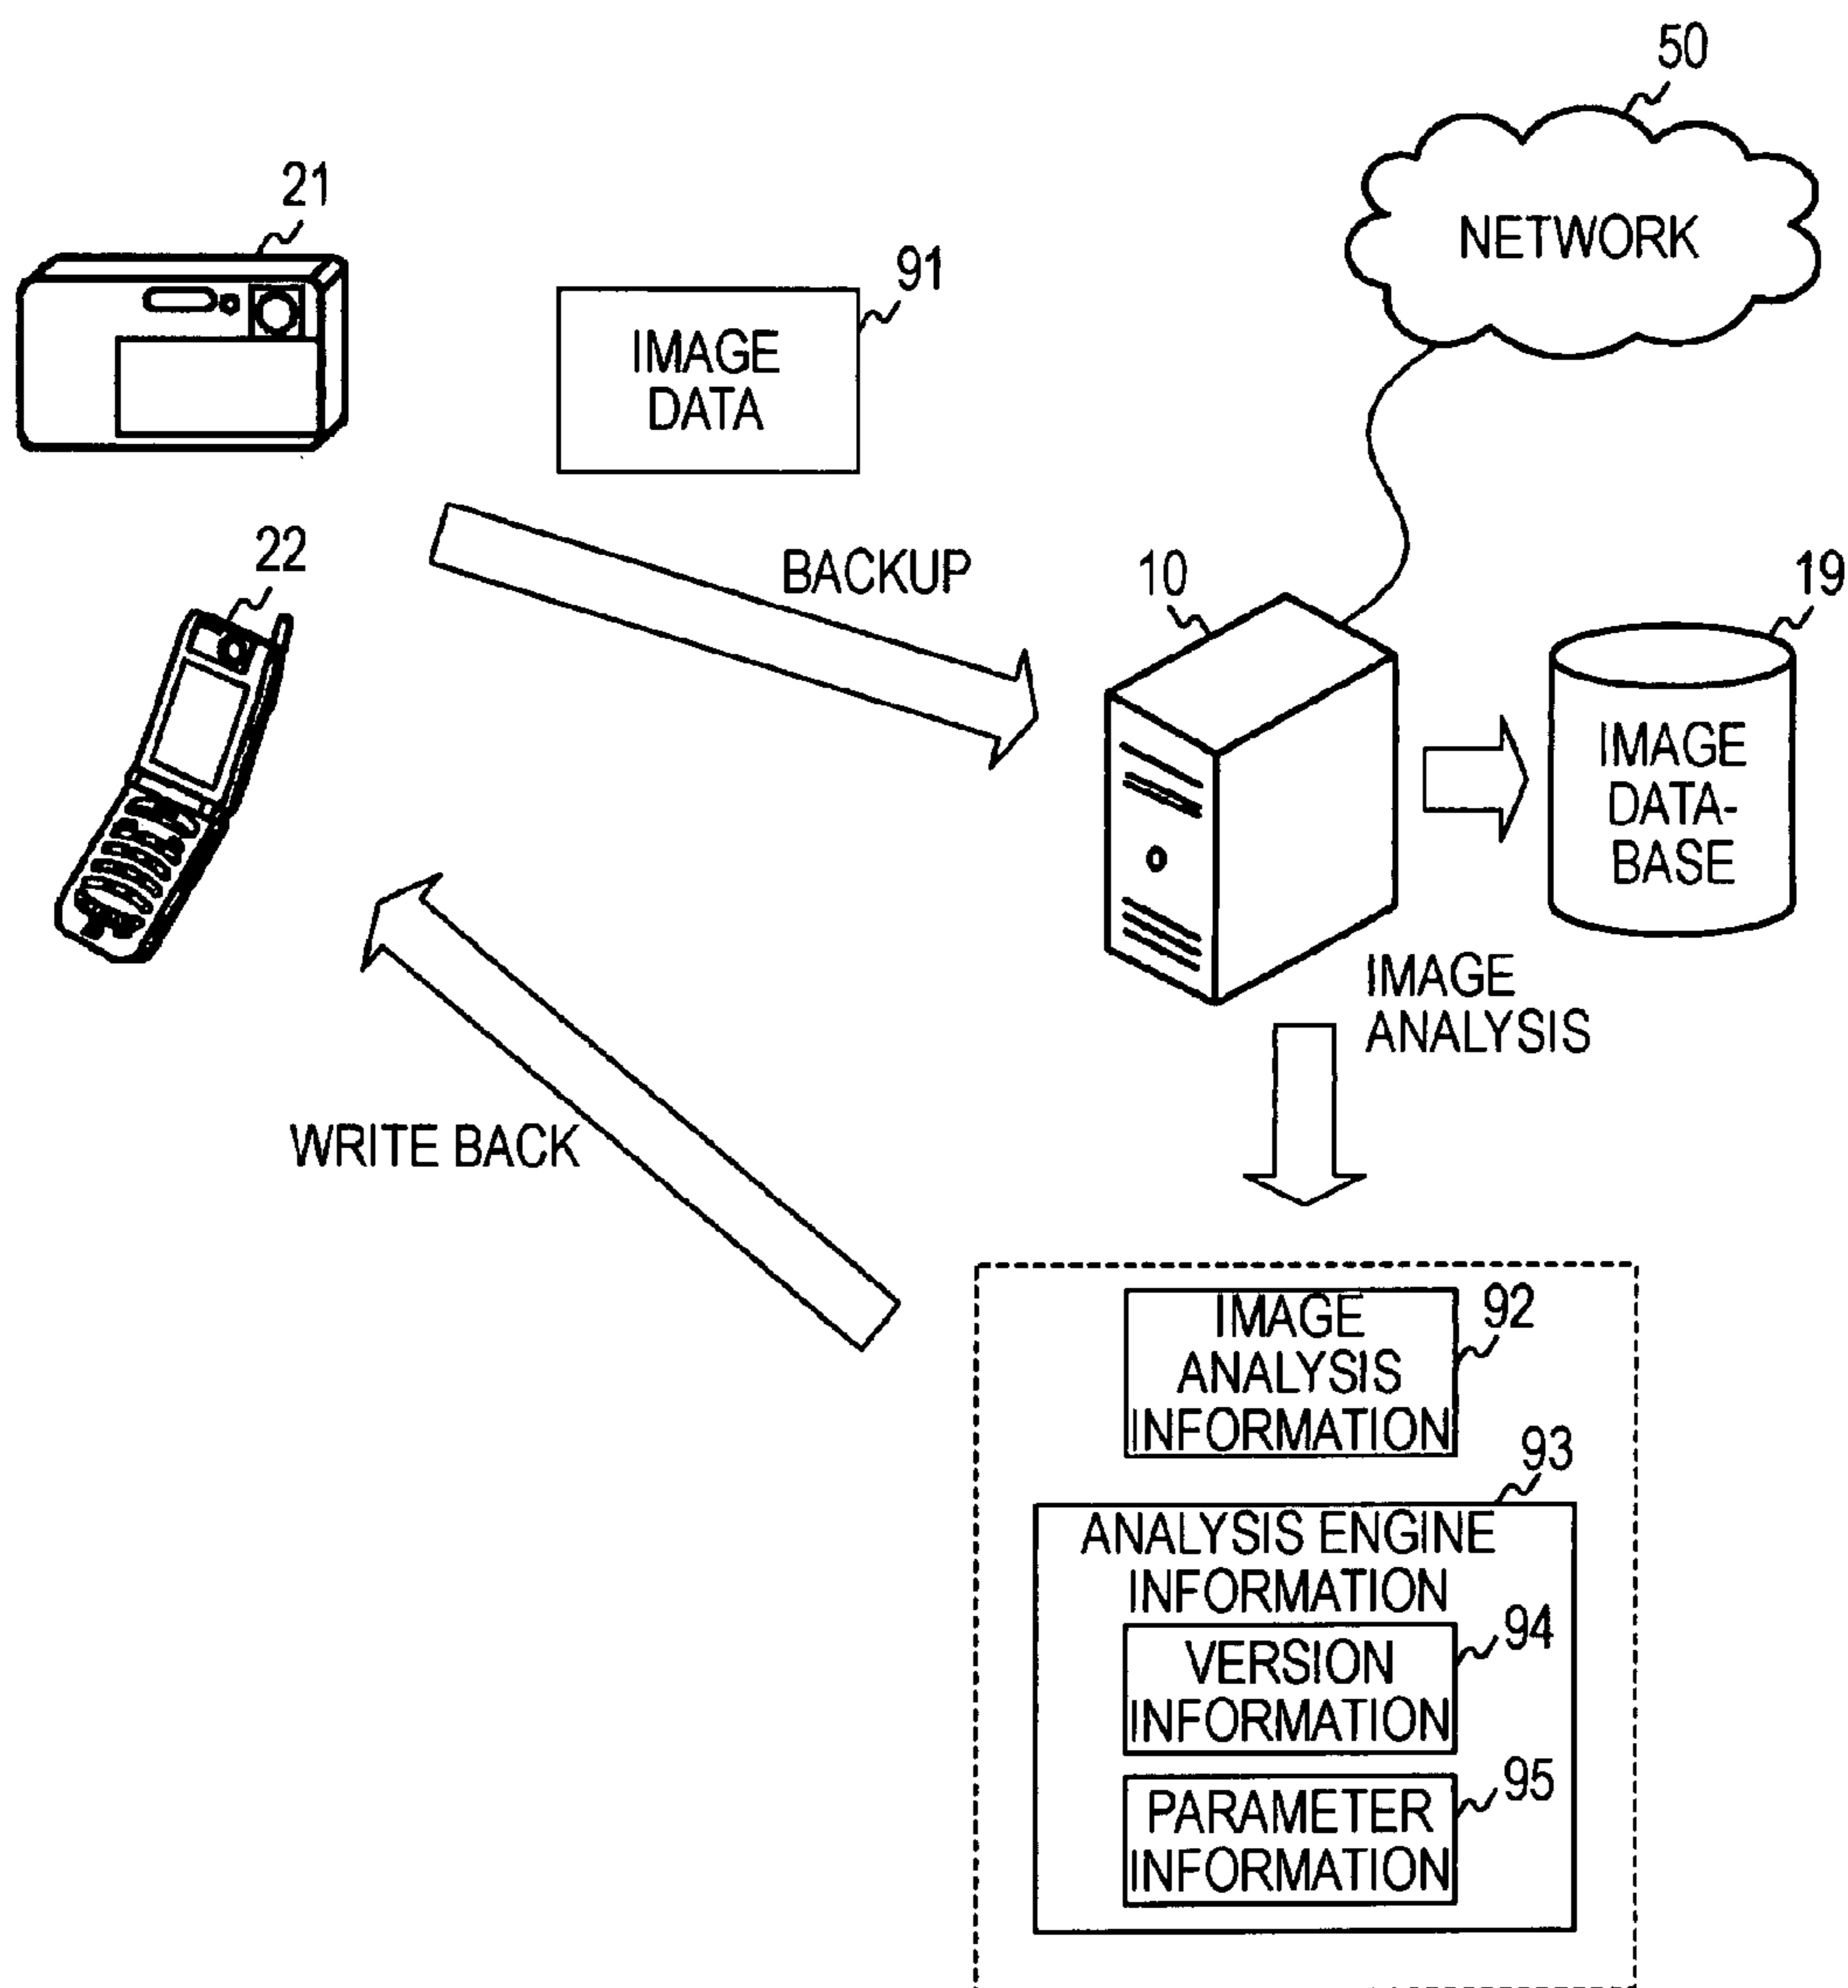 50
NETWORK
21
91
IMAGE
DATA
22
BACKUP
10
19
IMAGE
DATA-
BASE
IMAGE
ANALYSIS
WRITE BACK
92
IMAGE
ANALYSIS
INFORMATION
93
ANALYSIS ENGINE
INFORMATION
94
VERSION
INFORMATION
95
PARAMETER
INFORMATION